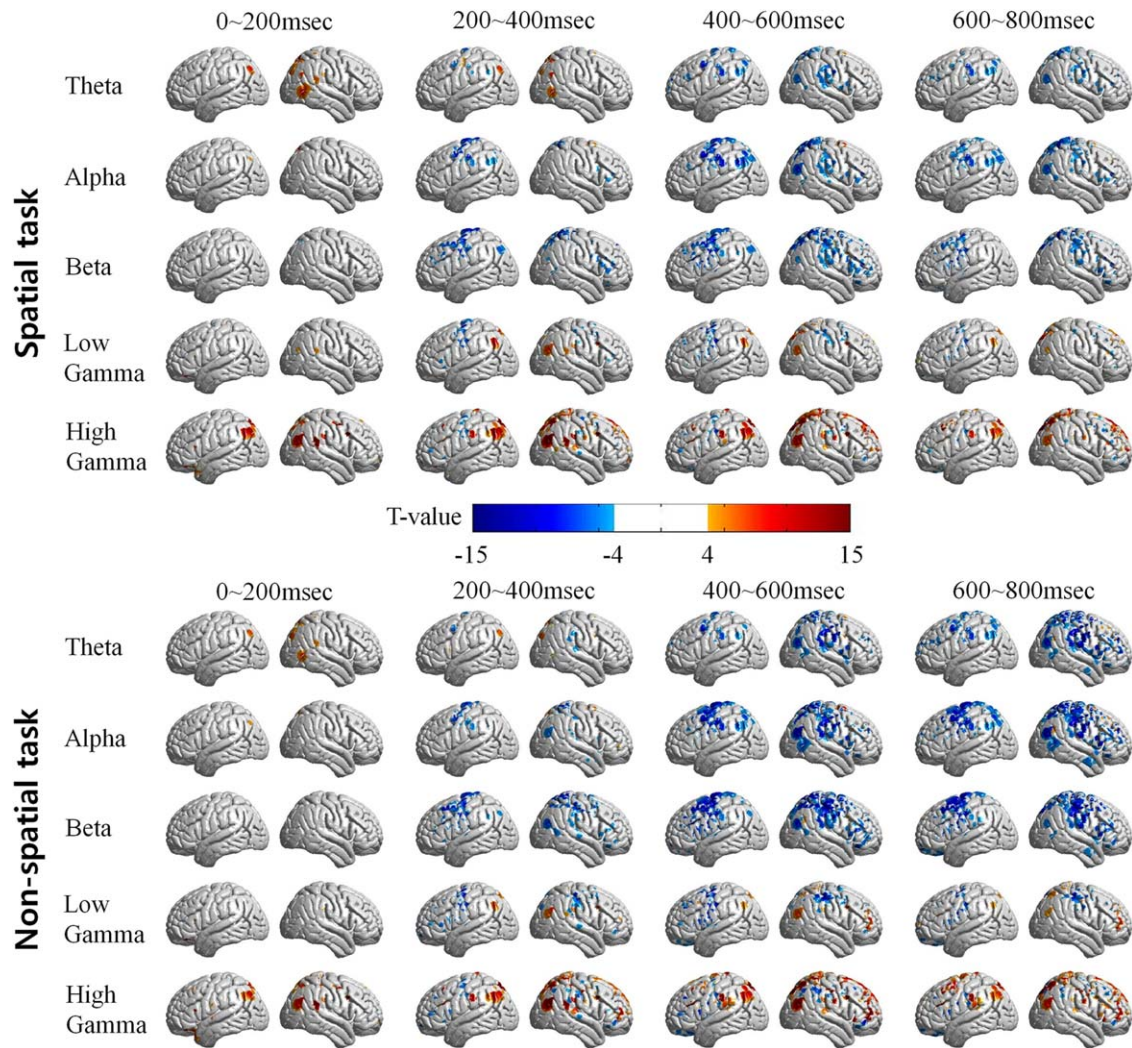 0~200msec 200~400msec 400~600msec 600~800msec
Spatial task
Theta
Alpha
Beta
Low
Gamma
High
Gamma
T-value
-15 -4 4 15
0~200msec 200~400msec 400~600msec 600~800msec
Non-spatial task
Theta
Alpha
Beta
Low
Gamma
High
Gamma